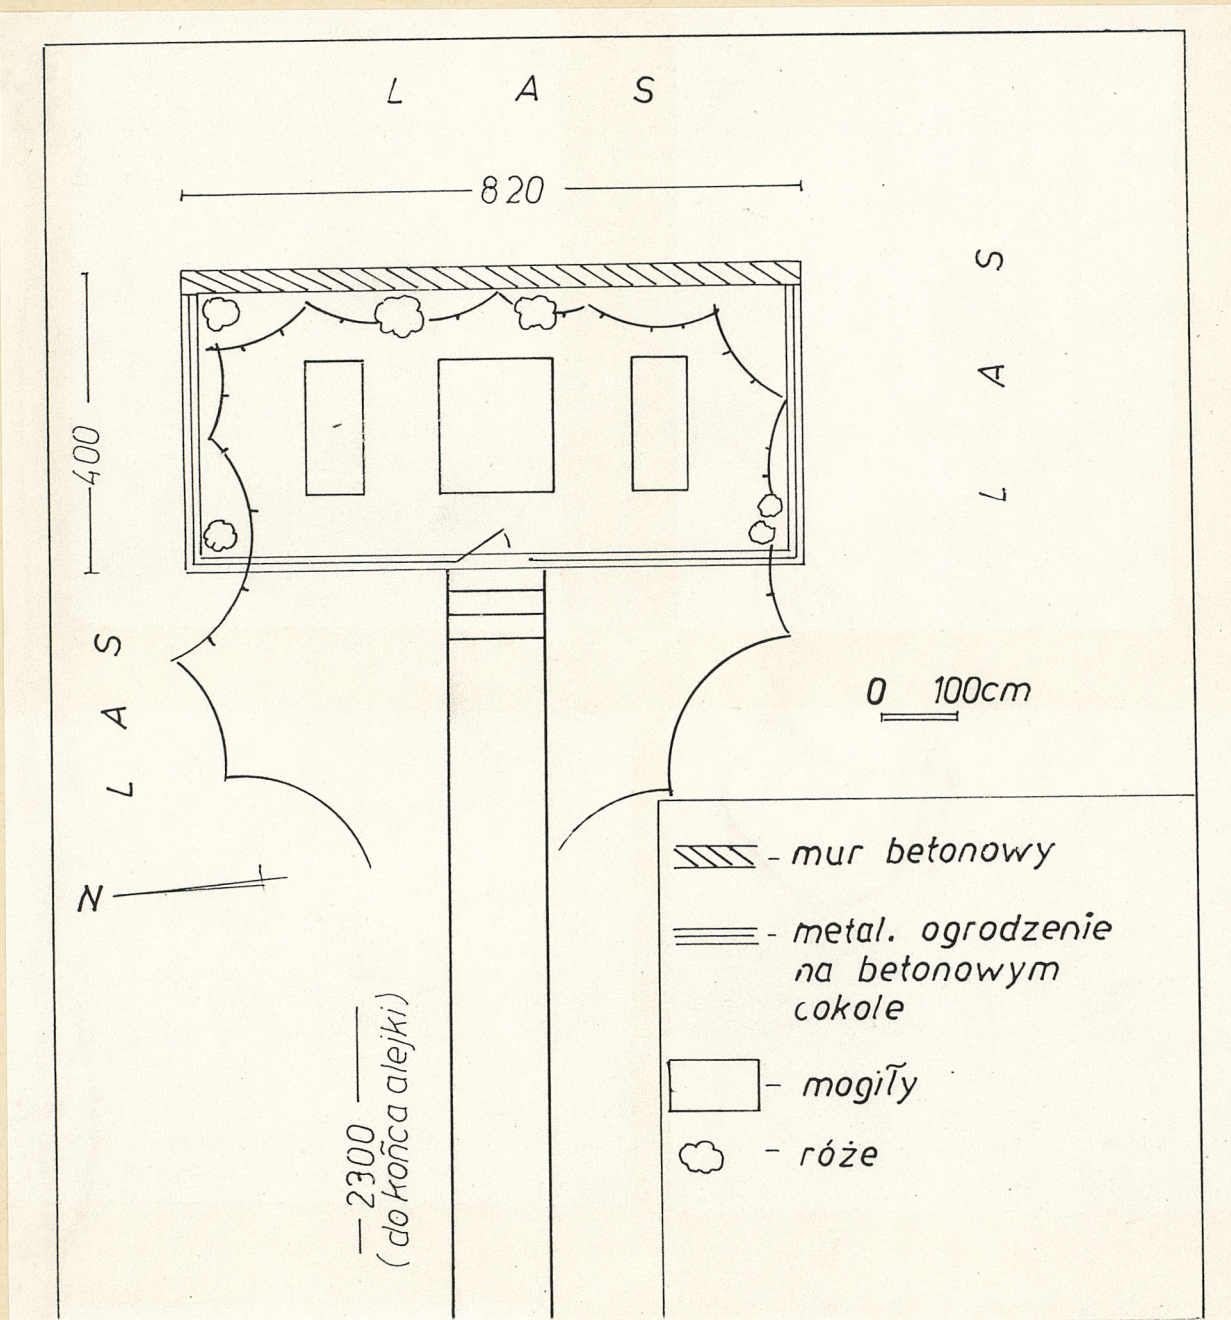 L A S
820
400
L A S
L A S
0 100cm
N
2300
(do końca alejki)
- mur betonowy
- metal. ogrodzenie
na betonowym
cokole
- mogiły
- róże